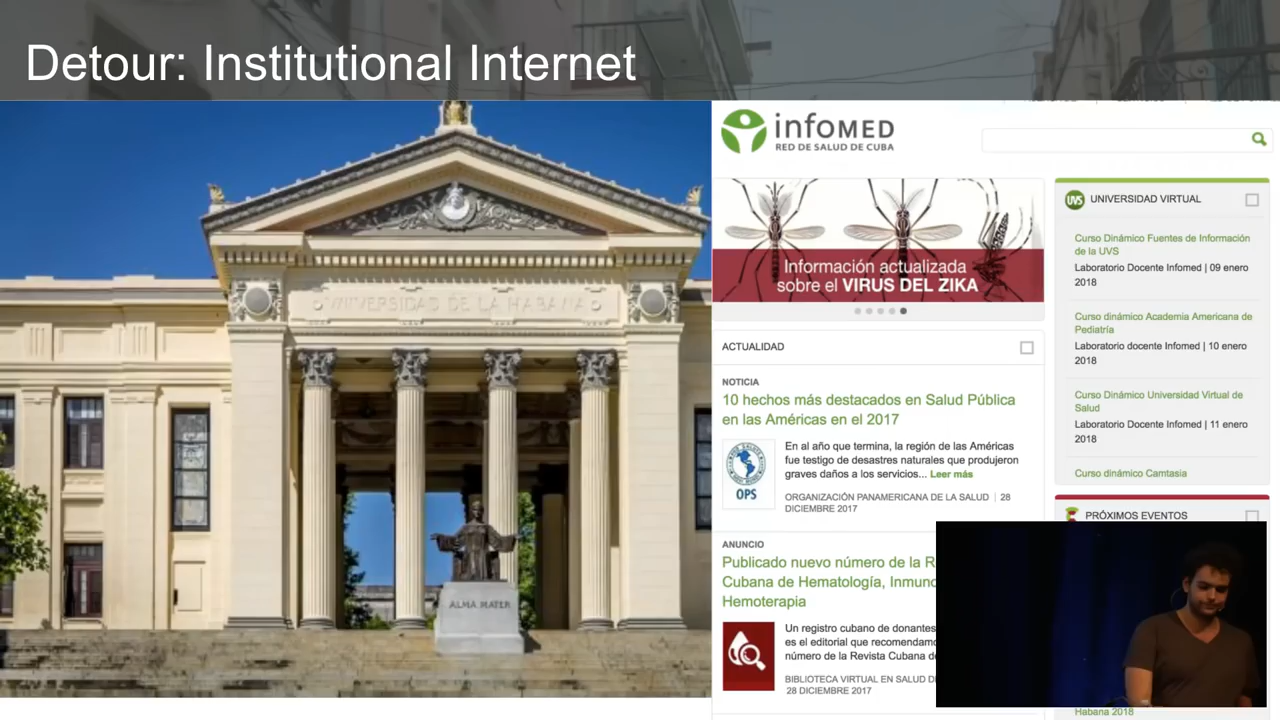 Detour: Institutional Internet
UNIVERSIDAS DE LA HABANA
ALMA MATER
infOMED
RED DE SALUD DE CUBA
Información actualizada
sobre el VIRUS DEL ZIKA
ACTUALIDAD
NOTICIA
10 hechos más destacados en Salud Pública
en las Américas en el 2017
OPS
En al año que termina, la región de las Américas
fue testigo de desastres naturales que produjeron
graves daños a los servicios... Leer más
ORGANIZACIÓN PANAMERICANA DE LA SALUD | 28
DICIEMBRE 2017
ANUNCIO
Publicado nuevo número de la R
Cubana de Hematología, Inmuno
Hemoterapia
Un registro cubano de donantes
es el editorial que recomendamo
número de la Revista Cubana de
BIBLIOTECA VIRTUAL EN SALUD D
28 DICIEMBRE 2017
UVS
UNIVERSIDAD VIRTUAL
Curso Dinámico Fuentes de Información
de la UVS
Laboratorio Docente Infomed | 09 enero
2018
Curso dinámico Academia Americana de
Pediatría
Laboratorio docente Infomed | 10 enero
2018
Curso Dinámico Universidad Virtual de
Salud
Laboratorio Docente Infomed | 11 enero
2018
Curso dinámico Camtasia
PRÓXIMOS EVENTOS
Habana 2018